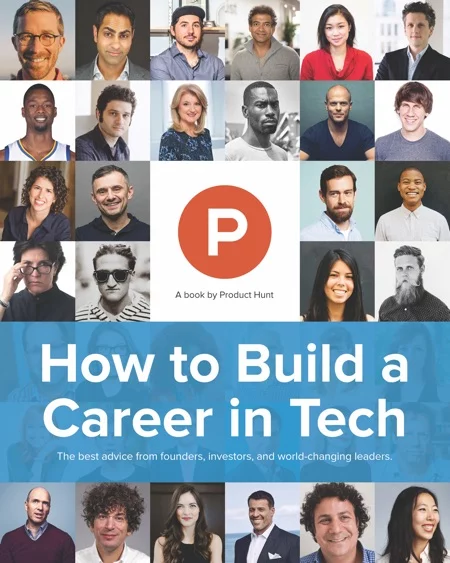 P
A book by Product Hunt
How to Build a
Career in Tech
The best advice from founders, investors, and world-changing leaders.